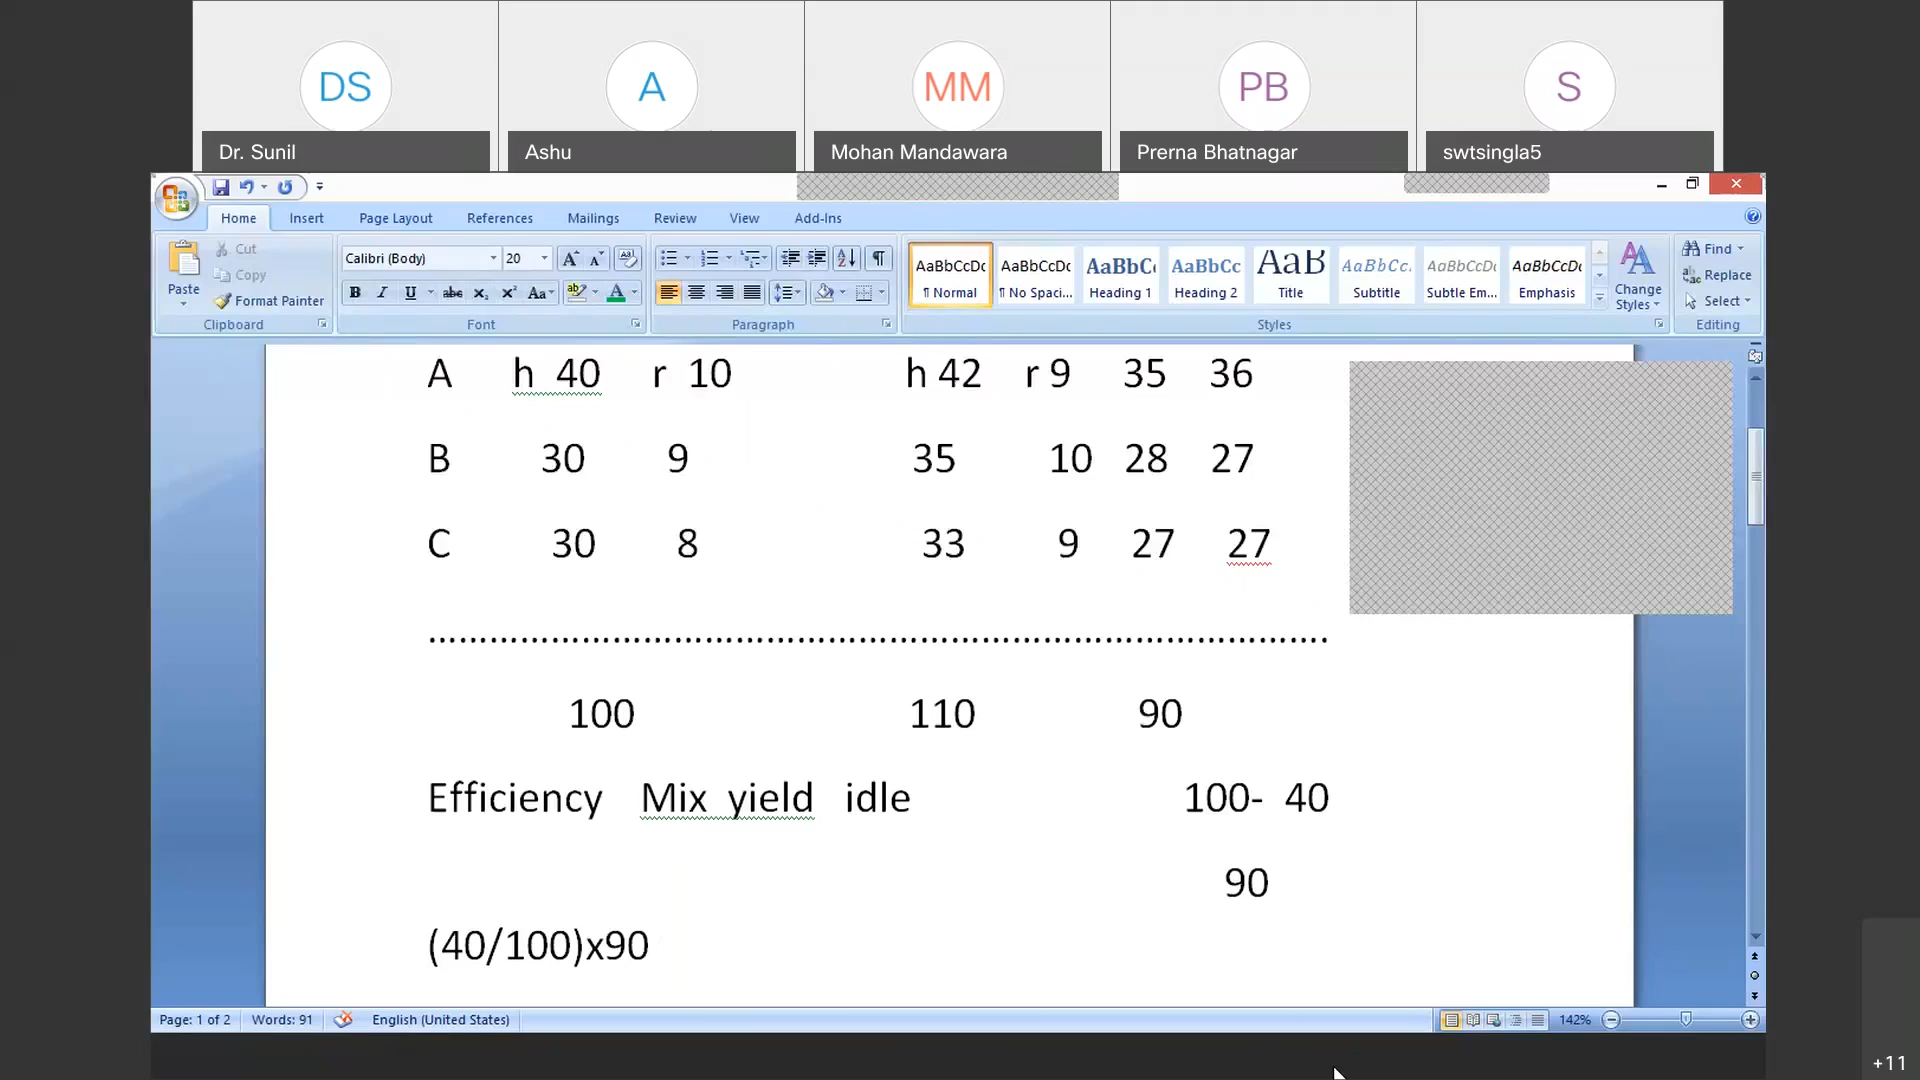 DS A MM PB S
Dr. Sunil Ashu Mohan Mandawara Prerna Bhatnagar swtsingla5
Home Insert Page Layout References Mailings Review View Add-Ins
Paste
Cut
Copy
Format Painter
Clipboard
Calibri (Body) 20
Font
Paragraph
AaBbCcDc AaBbCcDc AaBbCc AaBbCc AaB AaBbCc. AaBbCcDc AaBbCcDc
¶ Normal ¶ No Spaci... Heading 1 Heading 2 Title Subtitle Subtle Em... Emphasis
Change Styles
Styles
Find
Replace
Select
Editing
A h 40 r 10 h 42 r 9 35 36
B 30 9 35 10 28 27
C 30 8 33 9 27 27
........................................................................................
100 110 90
Efficiency Mix yield idle 100- 40
90
(40/100)x90
Page: 1 of 2 Words: 91 English (United States) 142%
+11